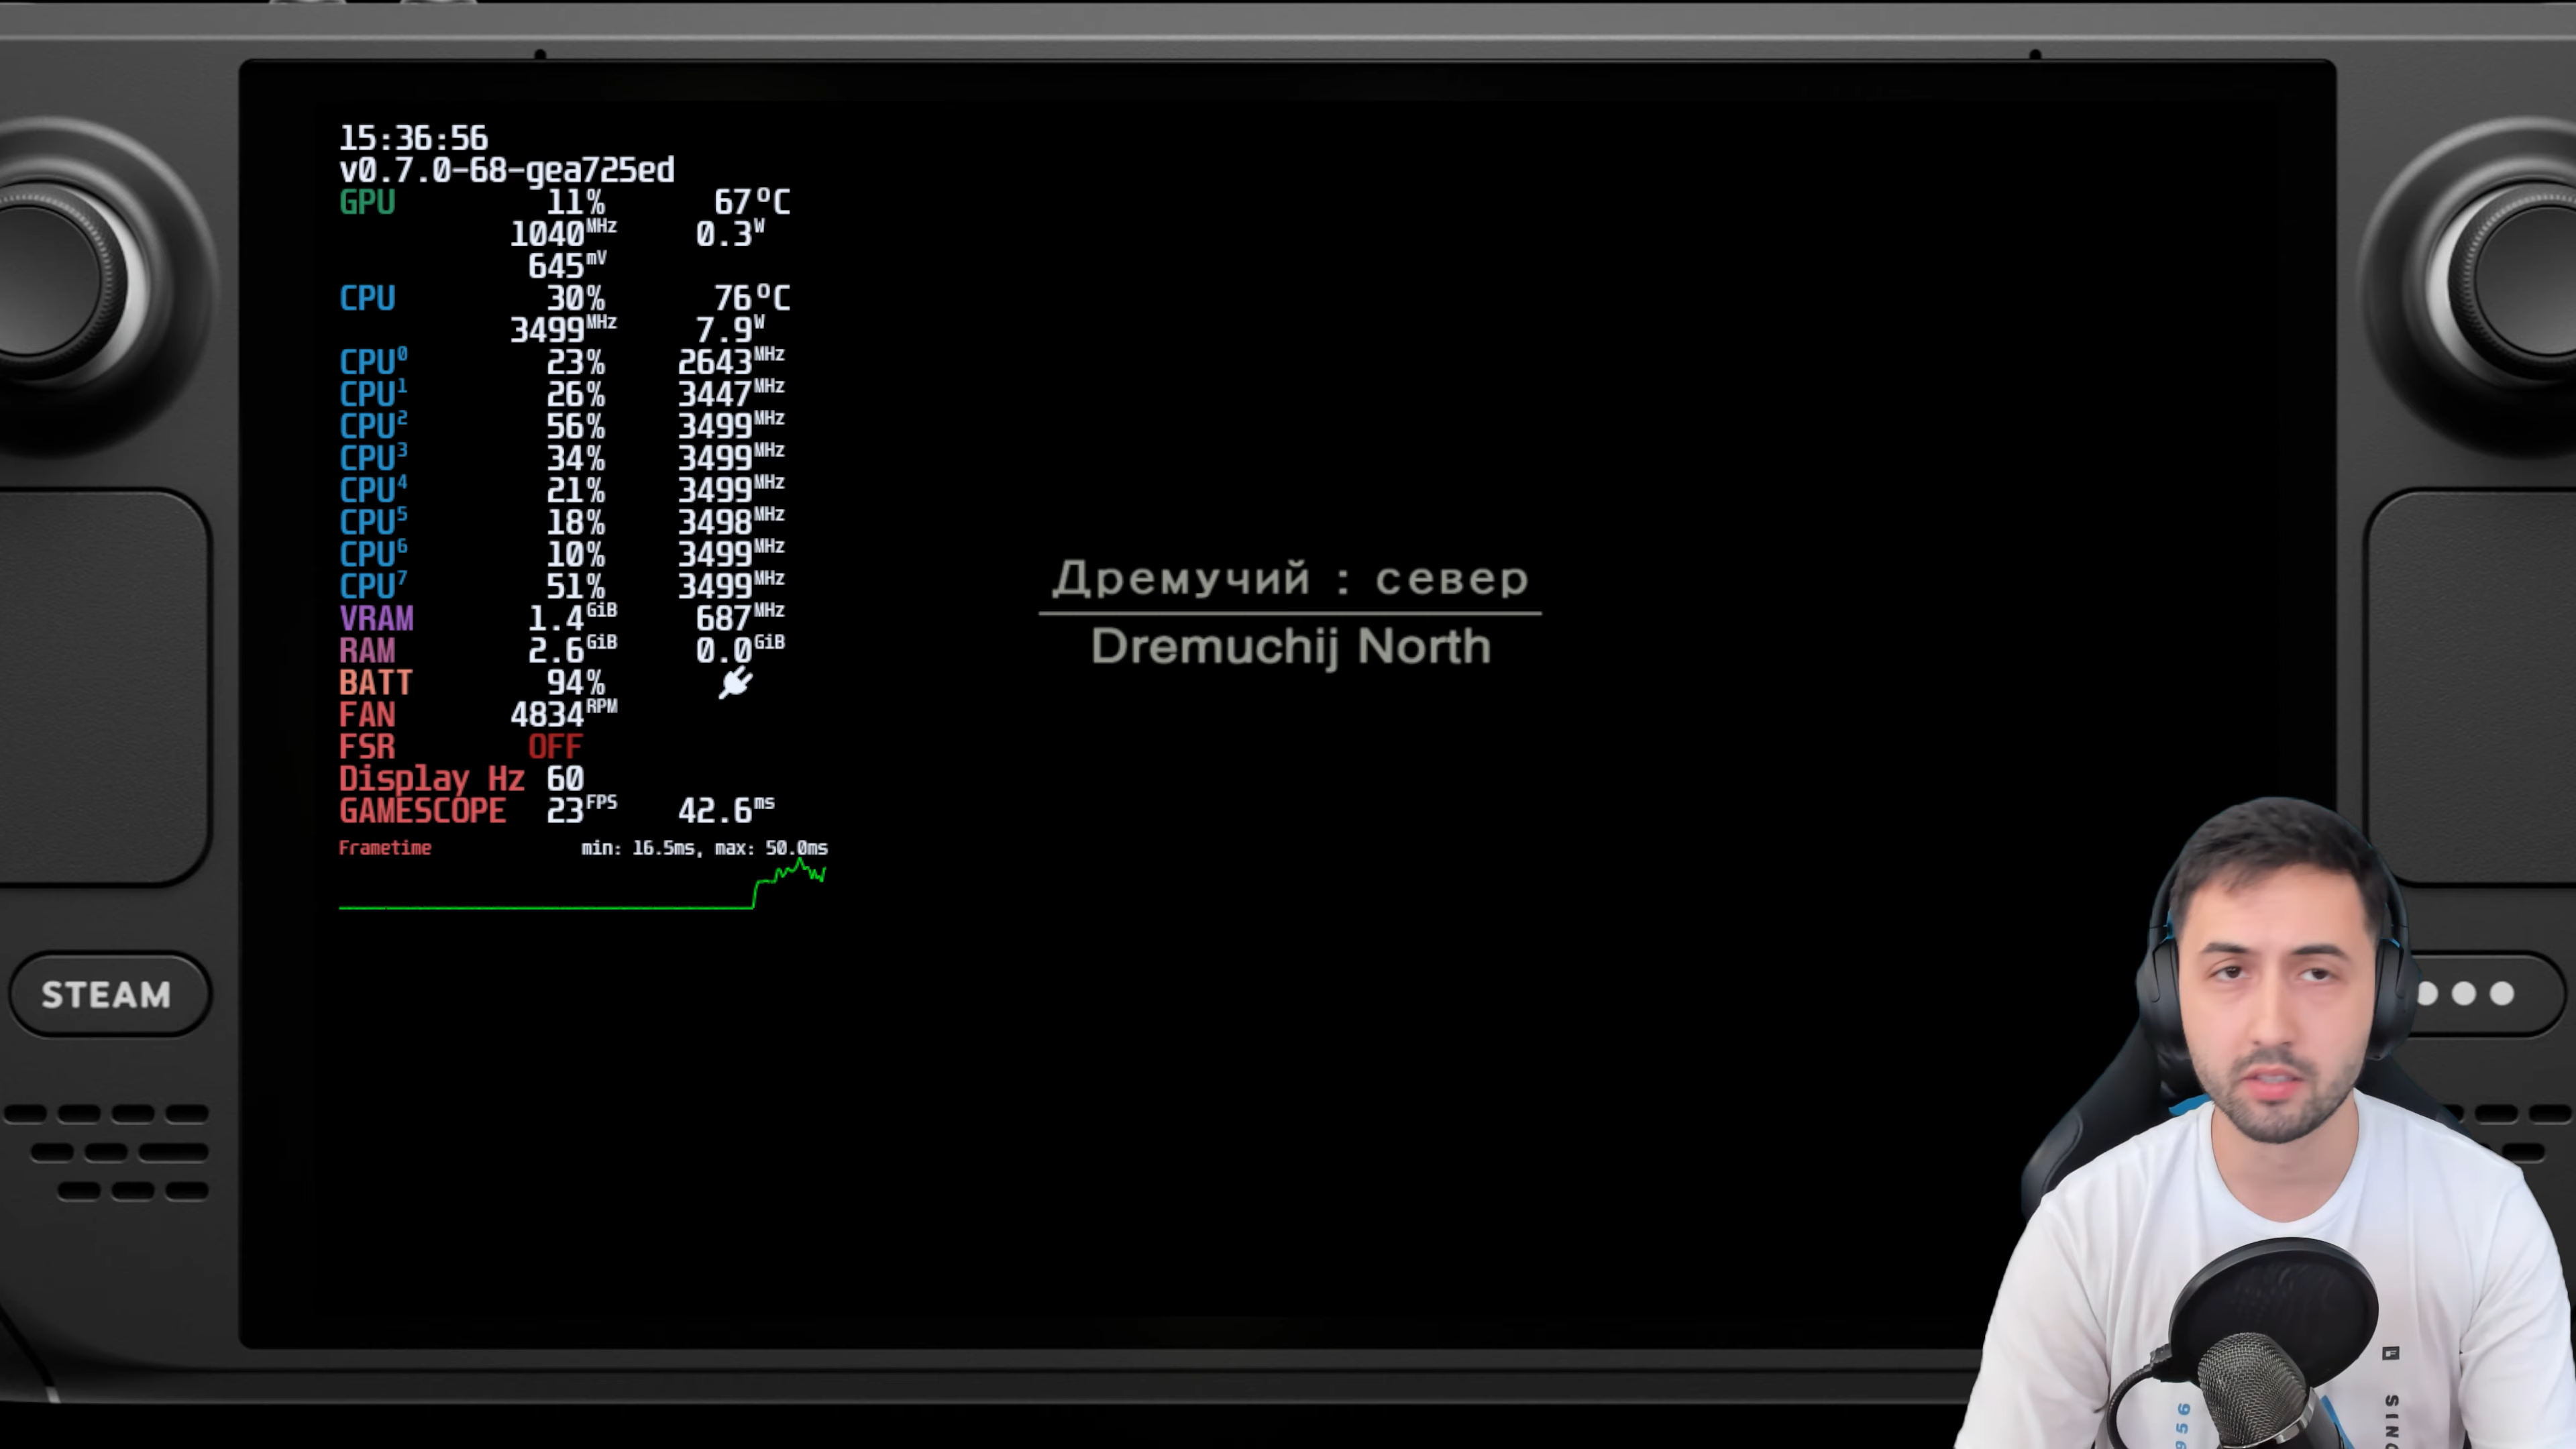 15:36:56
v0.7.0-68-gea725ed
GPU 11% 67°C
1040MHz 0.3W
645mV
CPU 30% 76°C
3499MHz 7.9W
CPU0 23% 2643MHz
CPU1 26% 3447MHz
CPU2 56% 3499MHz
CPU3 34% 3499MHz
CPU4 21% 3499MHz
CPU5 18% 3498MHz
CPU6 10% 3499MHz
CPU7 51% 3499MHz
VRAM 1.4GiB 687MHz
RAM 2.6GiB 0.0GiB
BATT 94%
FAN 4834RPM
FSR OFF
Display Hz 60
GAMESCOPE 23FPS 42.6ms
Frametime min: 16.5ms, max: 50.0ms
Дремучий : север
Dremuchij North
STEAM